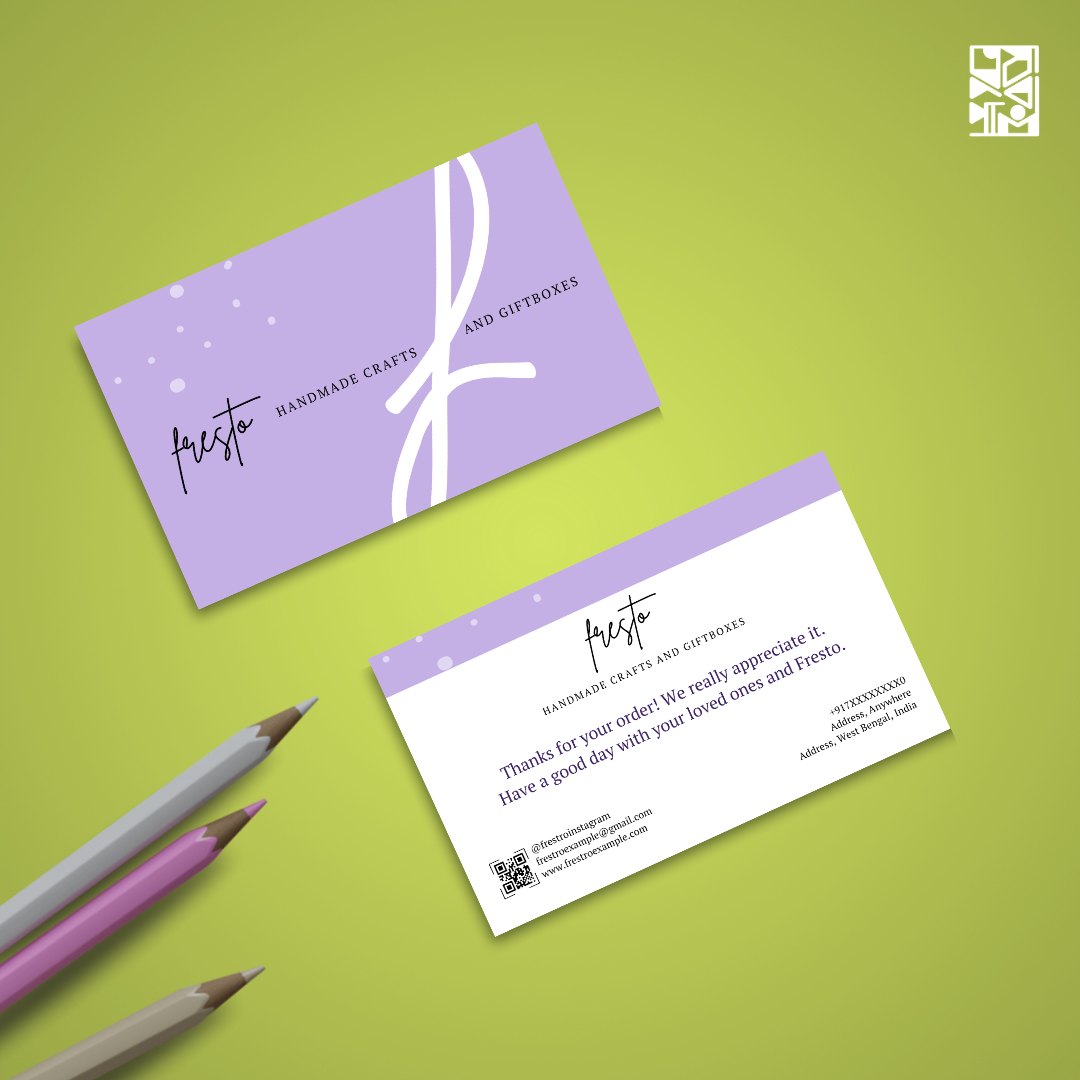 fresto
HANDMADE CRAFTS AND GIFTBOXES
fresto
HANDMADE CRAFTS AND GIFTBOXES
Thanks for your order! We really appreciate it.
Have a good day with your loved ones and Fresto.
+917XXXXXXXXX0
Address, Anywhere
Address, West Bengal, India
@frestroinstagram
frestroexample@gmail.com
www.frestroexample.com